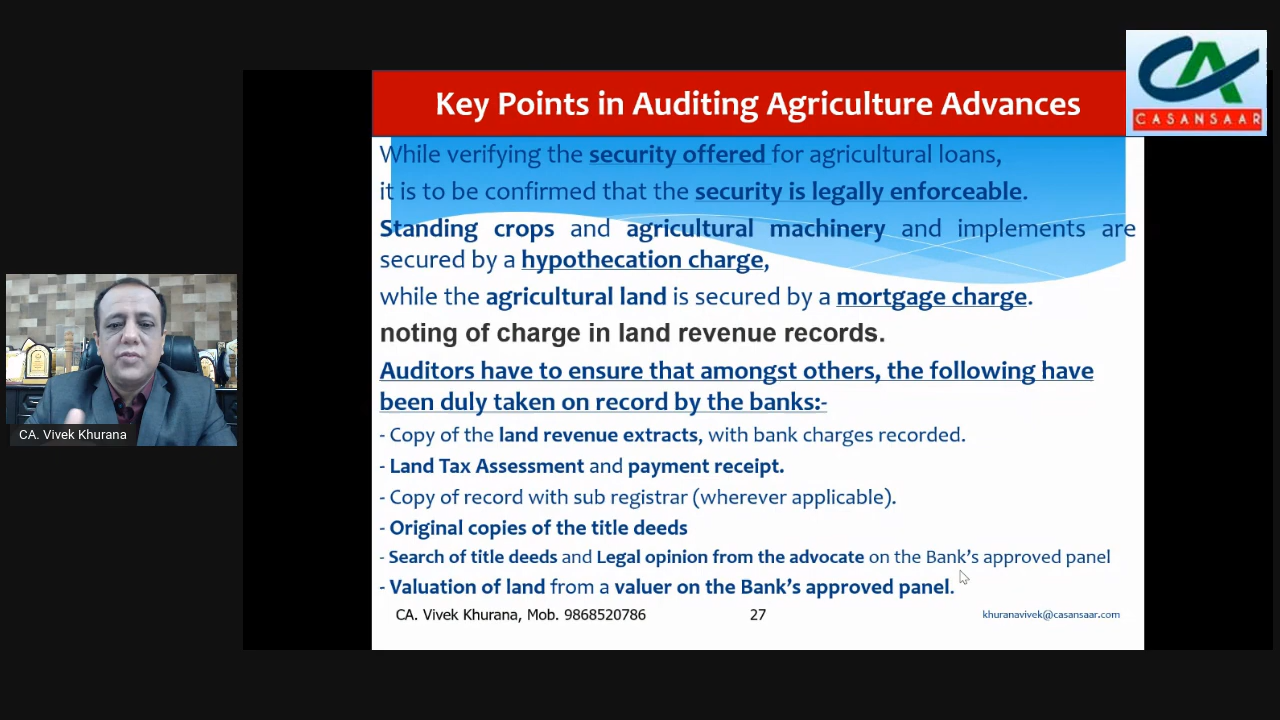 CASANSAAR
Key Points in Auditing Agriculture Advances
While verifying the security offered for agricultural loans,
it is to be confirmed that the security is legally enforceable.
Standing crops and agricultural machinery and implements are
secured by a hypothecation charge,
while the agricultural land is secured by a mortgage charge.
noting of charge in land revenue records.
Auditors have to ensure that amongst others, the following have
been duly taken on record by the banks:-
- Copy of the land revenue extracts, with bank charges recorded.
- Land Tax Assessment and payment receipt.
- Copy of record with sub registrar (wherever applicable).
- Original copies of the title deeds
- Search of title deeds and Legal opinion from the advocate on the Bank's approved panel
- Valuation of land from a valuer on the Bank's approved panel.
CA. Vivek Khurana, Mob. 9868520786 27 khuranavivek@casansaar.com
CA. Vivek Khurana